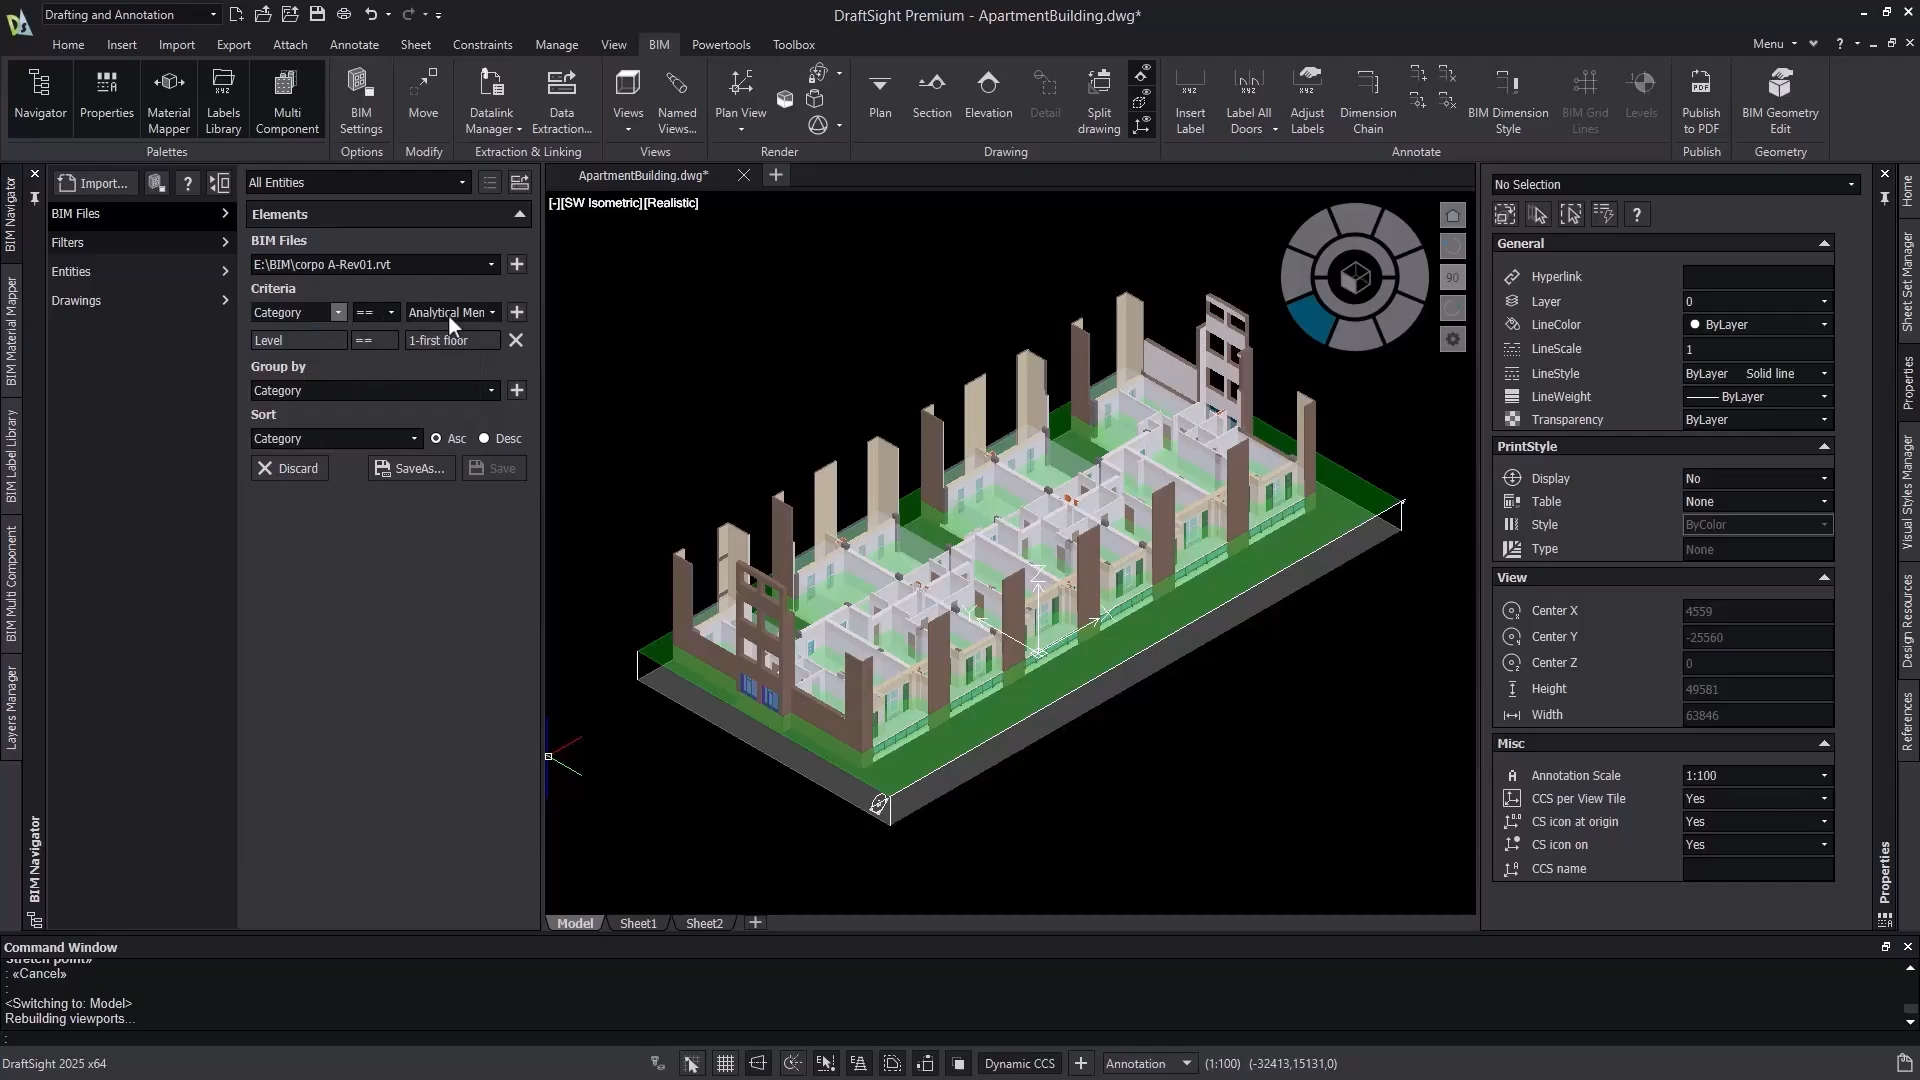 Drafting and Annotation
DraftSight Premium - ApartmentBuilding.dwg*
Home Insert Import Export Attach Annotate Sheet Constraints Manage View BIM Powertools Toolbox
Menu ?
Navigator
Properties
Material Mapper
Labels Library
Multi Component
BIM Settings
Move
Datalink Manager
Data Extraction...
Views
Named Views...
Plan View
Plan
Section
Elevation
Detail
Split drawing
Insert Label
Label All Doors
Adjust Labels
Dimension Chain
BIM Dimension Style
BIM Grid Lines
Levels
Publish to PDF
BIM Geometry Edit
Palettes Options Modify Extraction & Linking Views Render Drawing Annotate Publish Geometry
BIM Navigator
BIM Material Mapper
BIM Label Library
BIM Multi Component
Layers Manager
BIM Navigator
Import...
?
BIM Files
Filters
Entities
Drawings
All Entities
Elements
BIM Files
E:\BIM\corpo A-Rev01.rvt
Criteria
Category == Analytical Men
Level == 1-first floor
Group by
Category
Sort
Category Asc Desc
Discard SaveAs... Save
ApartmentBuilding.dwg*
[-][SW Isometric][Realistic]
90
Z
Model Sheet1 Sheet2
No Selection
?
General
Hyperlink
Layer 0
LineColor ByLayer
LineScale 1
LineStyle ByLayer Solid line
LineWeight ByLayer
Transparency ByLayer
PrintStyle
Display No
Table None
Style ByColor
Type None
View
Center X 4559
Center Y -25560
Center Z 0
Height 49581
Width 63846
Misc
Annotation Scale 1:100
CCS per View Tile Yes
CS icon at origin Yes
CS icon on Yes
CCS name
Properties
Home
Sheet Set Manager
Properties
Visual Styles Manager
Design Resources
References
Command Window
Stretch point»
: «Cancel»
:
<Switching to: Model>
Rebuilding viewports...
:
DraftSight 2025 x64
Dynamic CCS
Annotation
(1:100)
(-32413,15131,0)